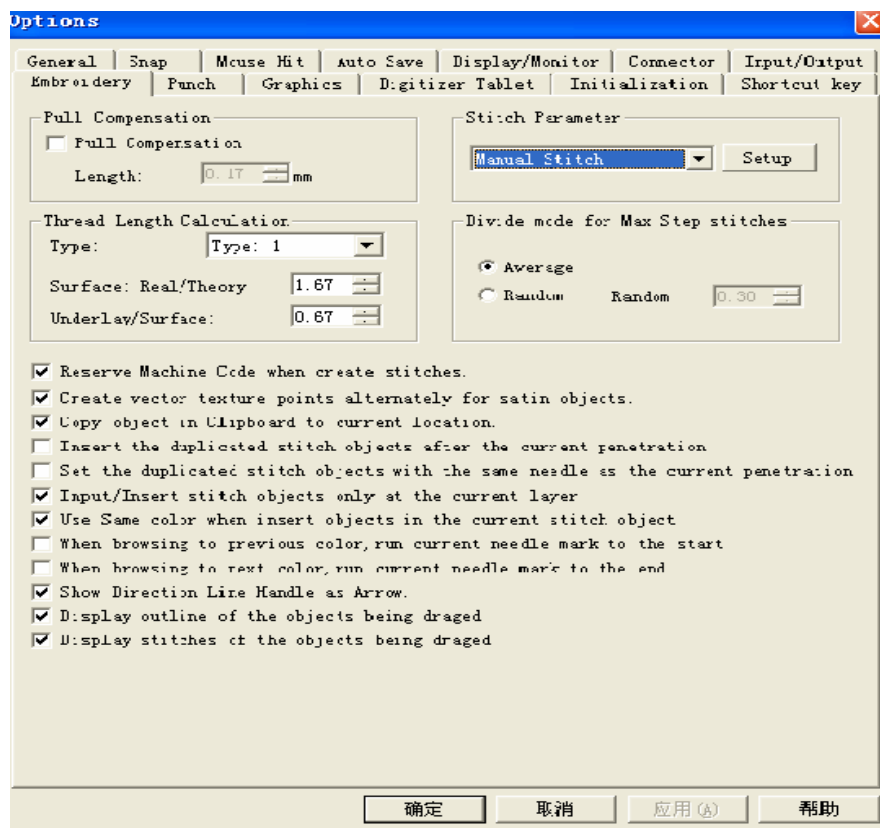 Options
General Snap Mouse Hit Auto Save Display/Monitor Connector Input/Output
Embroidery Punch Graphics Digitizer Tablet Initialization Shortcut key
Pull Compensation
Pull Compensation
Length: 0.17 mm
Stitch Parameter
Manual Stitch Setup
Thread Length Calculation
Type: Type: 1
Surface: Real/Theory 1.67
Underlay/Surface: 0.67
Divide mode for Max Step stitches
Average
Random Random 0.30
Reserve Machine Code when create stitches.
Create vector texture points alternately for satin objects.
Copy object in Clipboard to current location.
Insert the duplicated stitch objects after the current penetration
Set the duplicated stitch objects with the same needle as the current penetration
Input/Insert stitch objects only at the current layer
Use Same color when insert objects in the current stitch object
When browsing to previous color, run current needle mark to the start
When browsing to next color, run current needle mark to the end
Show Direction Line Handle as Arrow.
Display outline of the objects being draged
Display stitches of the objects being draged
确定 取消 应用(A) 帮助